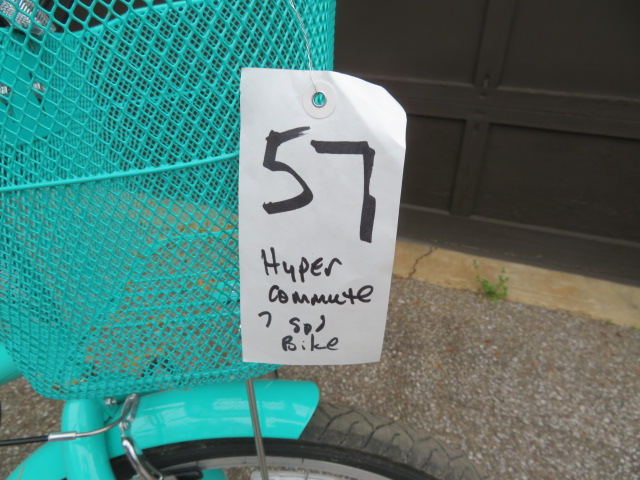 57
Hyper
commute
7 spd
Bike